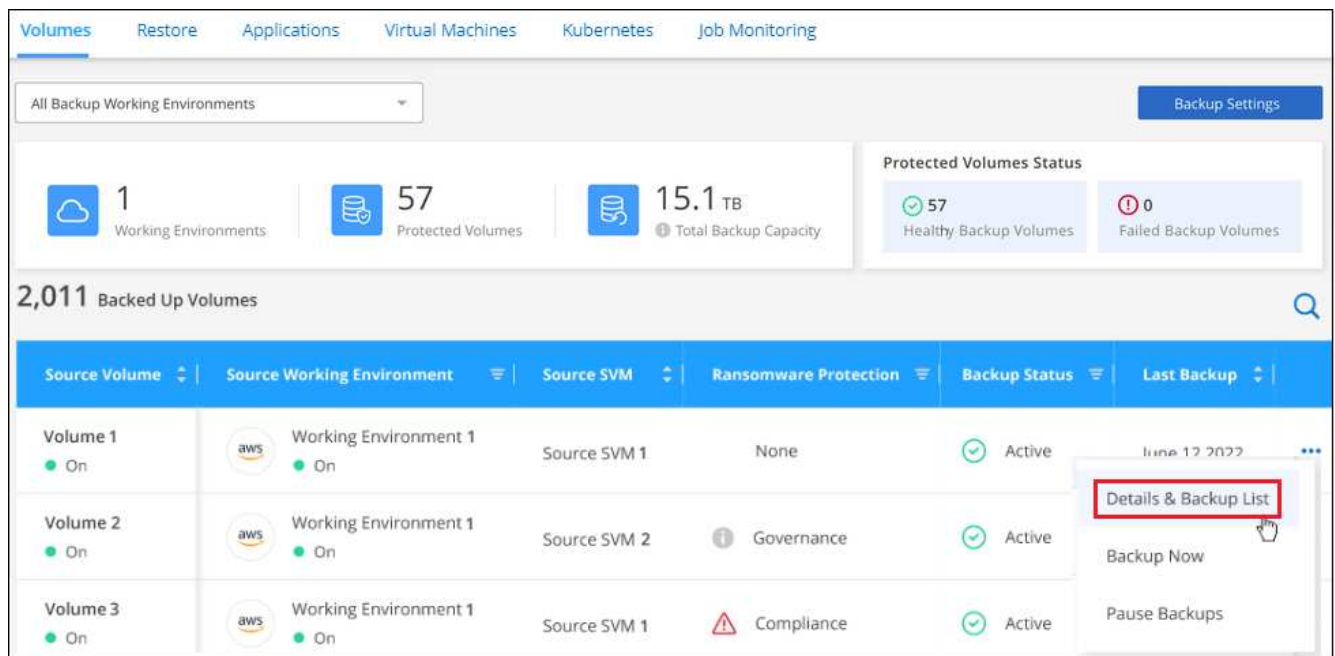 Volumes Restore Applications Virtual Machines Kubernetes Job Monitoring
All Backup Working Environments Backup Settings
Protected Volumes Status
1 57 15.1 TB
Working Environments Protected Volumes Total Backup Capacity
57 0
Healthy Backup Volumes Failed Backup Volumes
2,011 Backed Up Volumes
Source Volume Source Working Environment Source SVM Ransomware Protection Backup Status Last Backup
Volume 1 aws Working Environment 1 Source SVM 1 None Active June 12 2022
On On
Details & Backup List
Volume 2 aws Working Environment 1 Source SVM 2 Governance Active
On On
Backup Now
Volume 3 aws Working Environment 1 Source SVM 1 Compliance Active
On On
Pause Backups